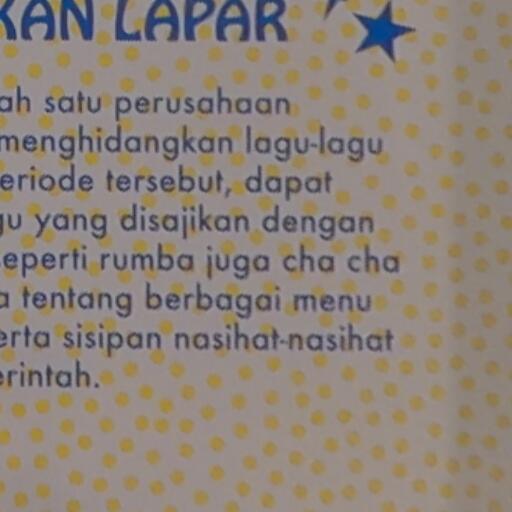 KAN LAPAR
ah satu perusahaan
menghidangkan lagu-lagu
eriode tersebut, dapat
gu yang disajikan dengan
seperti rumba juga cha cha
a tentang berbagai menu
erta sisipan nasihat-nasihat
erintah.